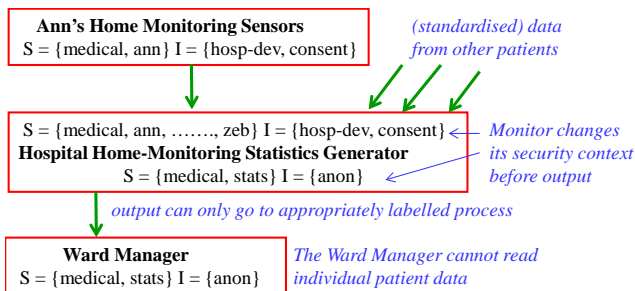 Ann's Home Monitoring Sensors
S = {medical, ann} I = {hosp-dev, consent}
(standardised) data
from other patients
S = {medical, ann, ......., zeb} I = {hosp-dev, consent}
Hospital Home-Monitoring Statistics Generator
S = {medical, stats} I = {anon}
Monitor changes
its security context
before output
output can only go to appropriately labelled process
Ward Manager
S = {medical, stats} I = {anon}
The Ward Manager cannot read
individual patient data